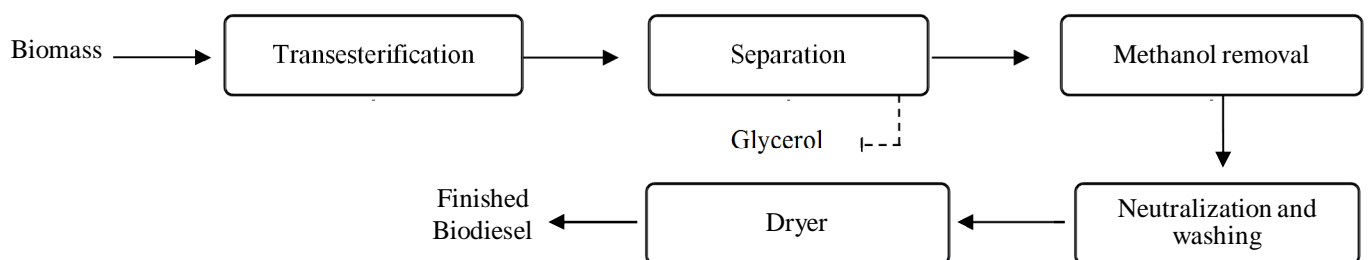 Biomass
Transesterification
Separation
Methanol removal
Glycerol
Finished
Biodiesel
Dryer
Neutralization and
washing